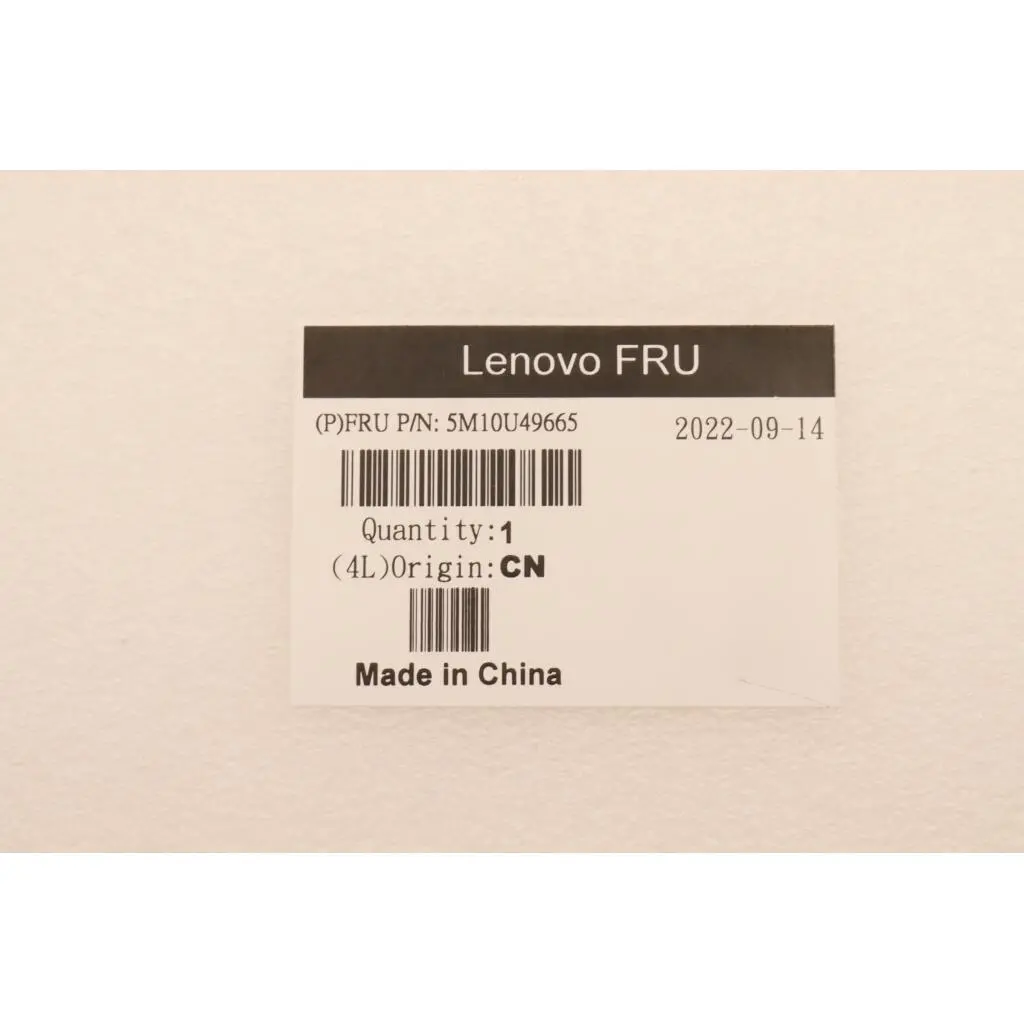 Lenovo FRU
(P)FRU P/N: 5M10U49665
2022-09-14
Quantity:1
(4L)Origin:CN
Made in China